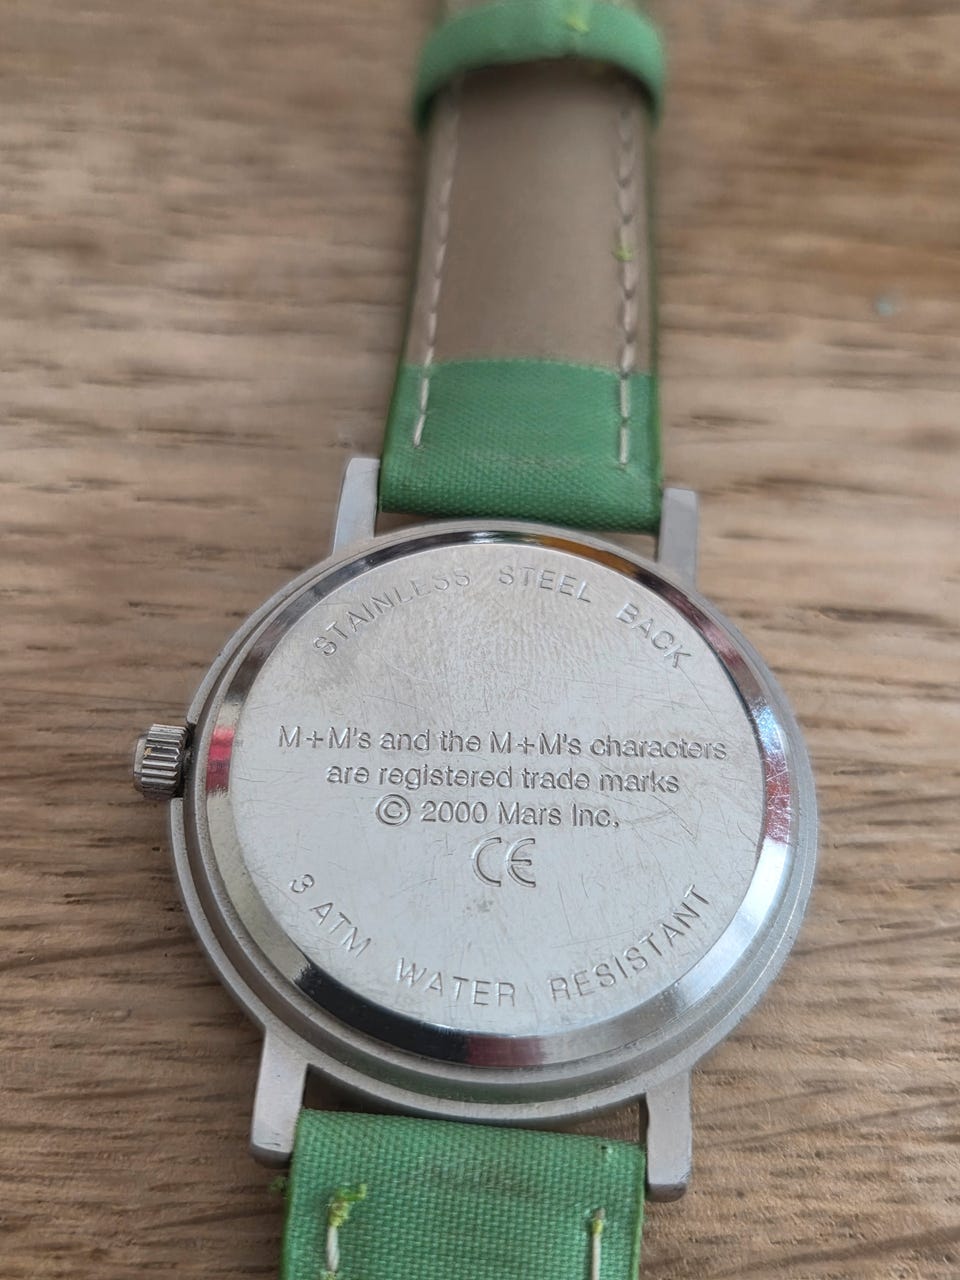 STAINLESS STEEL BACK
M+M's and the M+M's characters
are registered trade marks
© 2000 Mars Inc,
CE
3 ATM WATER RESISTANT